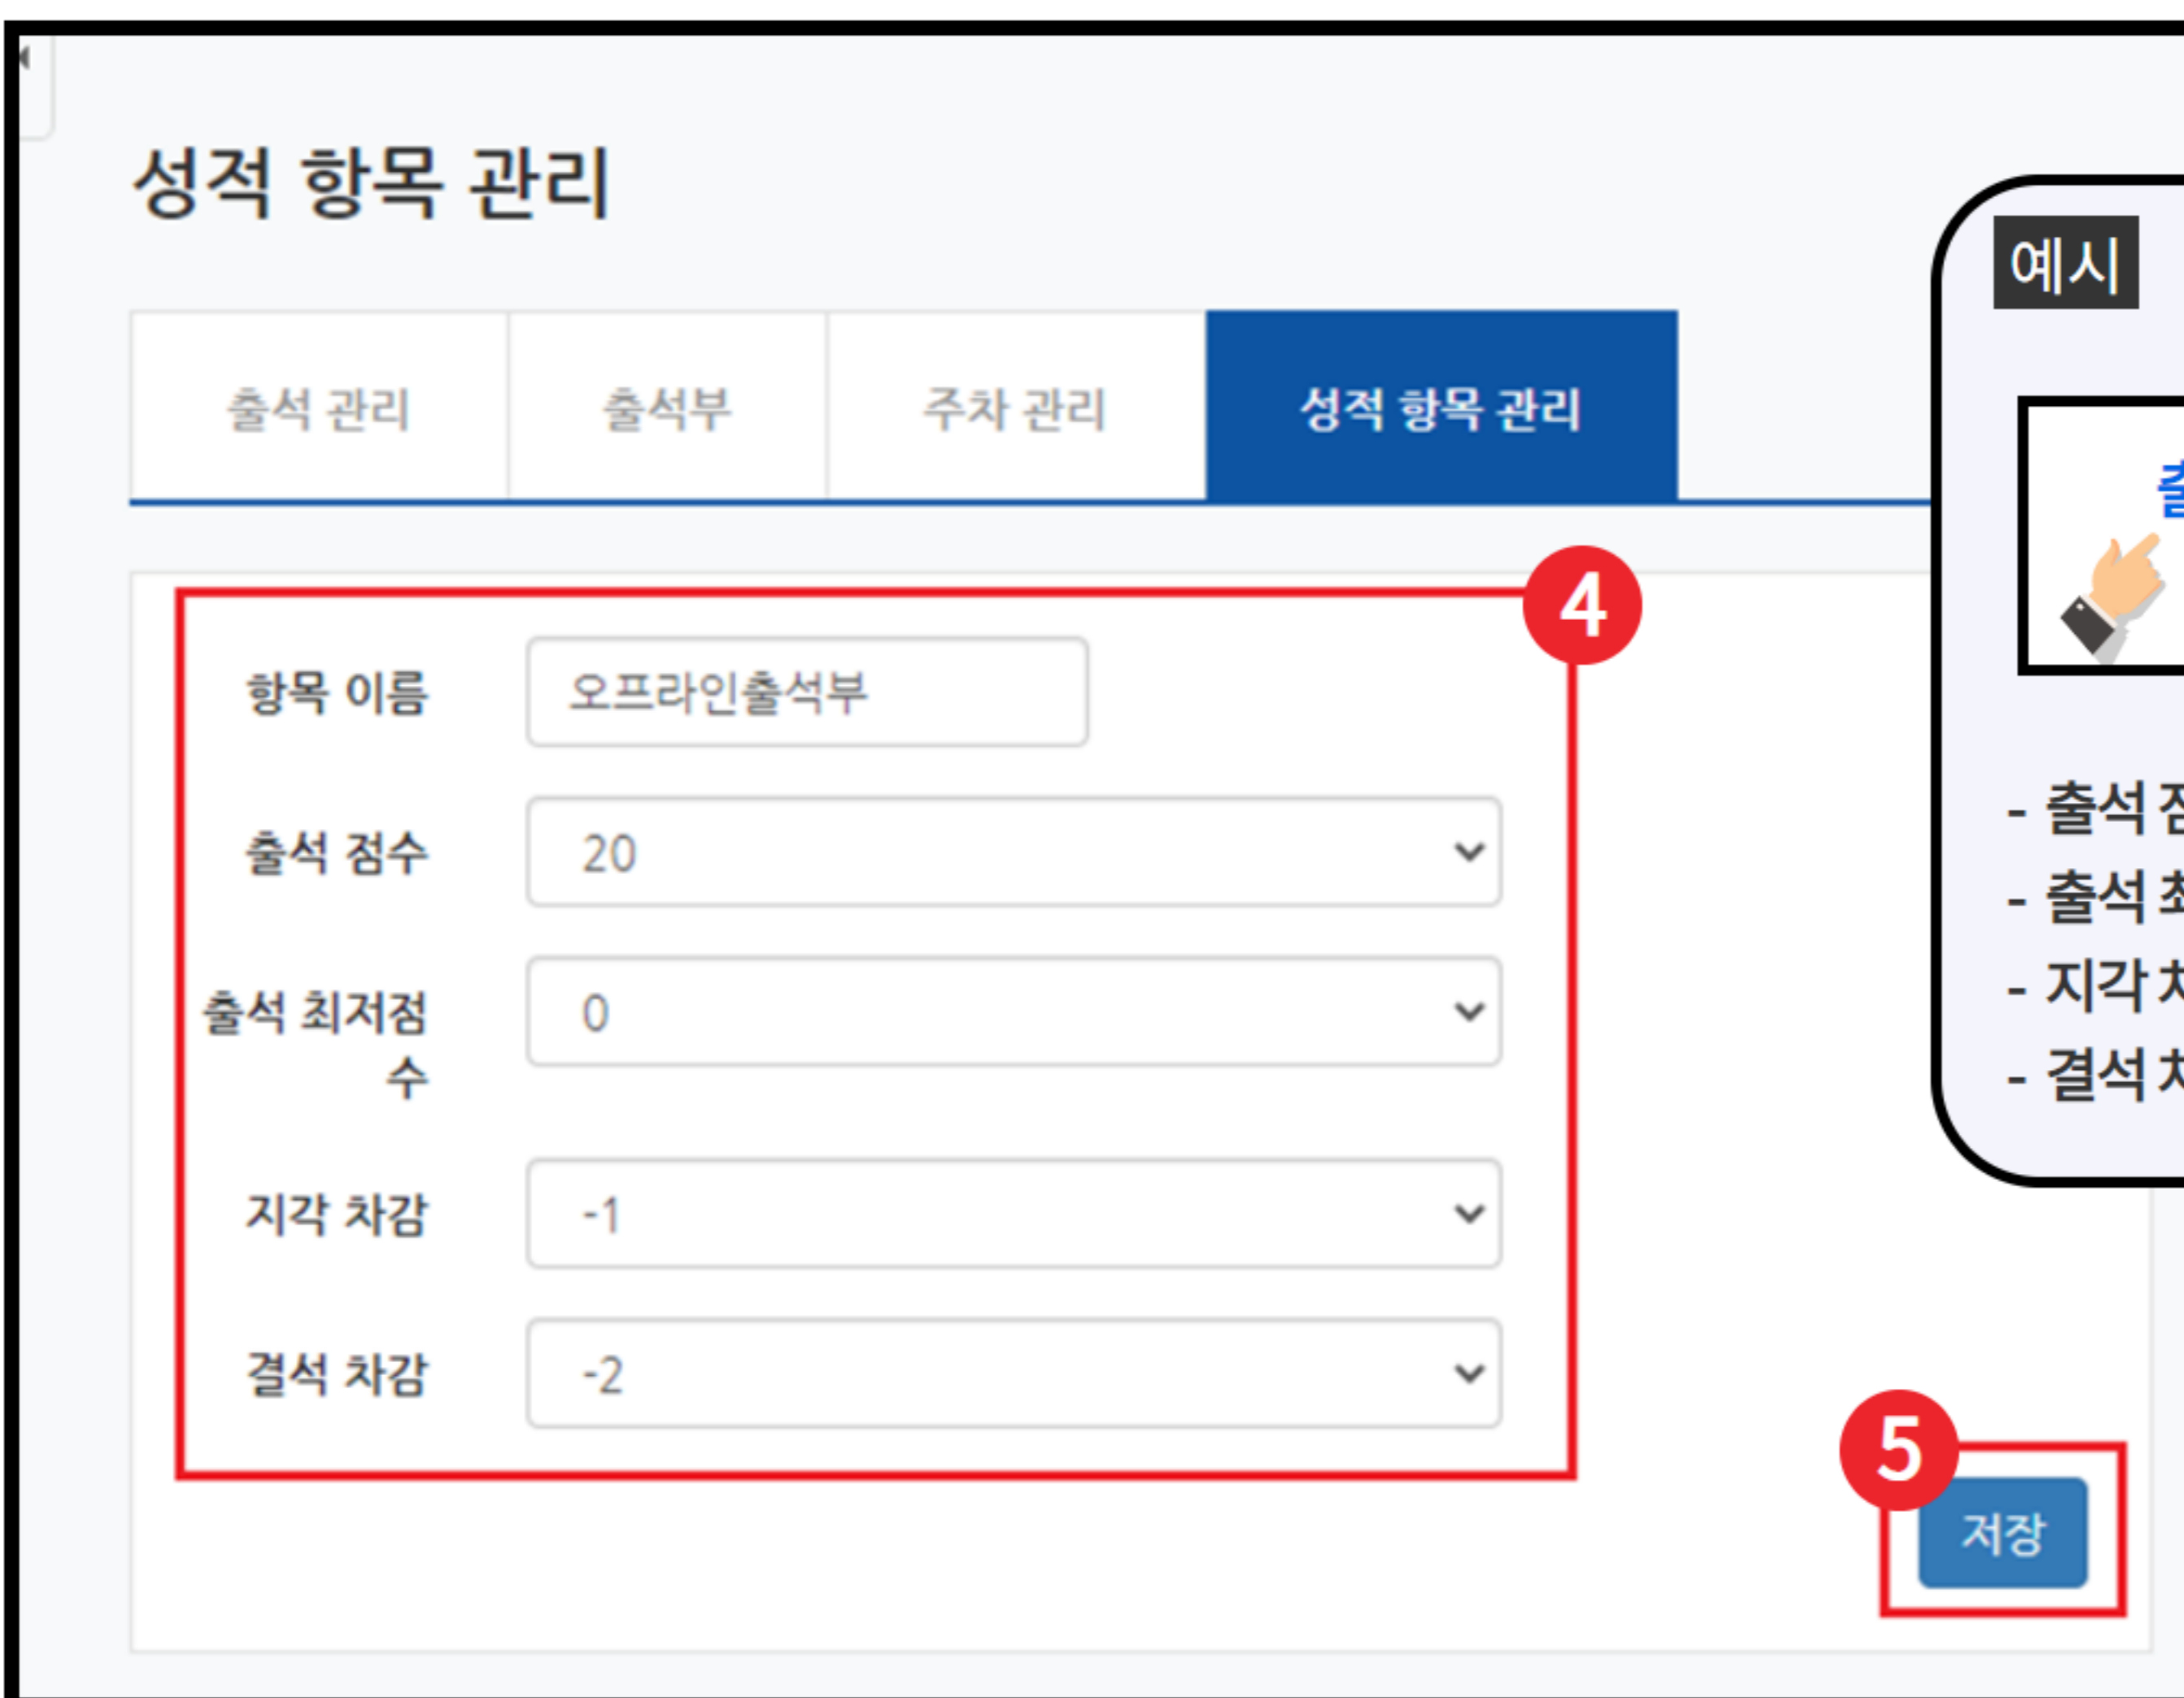 성적 항목 관리
출석 관리
출석부
주차 관리
성적 항목 관리
4
항목 이름
오프라인출석부
출석 점수
20
출석 최저점
수
0
지각 차감
-1
결석 차감
-2
5
저장
예시
- 출석
- 출석
- 지각
- 결석